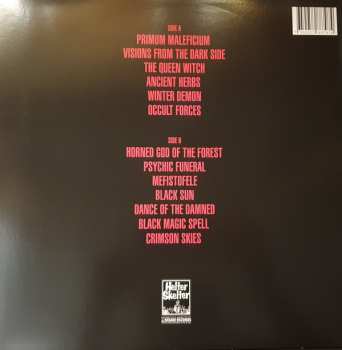 SIDE A
PRIMUM MALEFICIUM
VISIONS FROM THE DARK SIDE
THE QUEEN WITCH
ANCIENT HERBS
WINTER DEMON
OCCULT FORCES
SIDE B
HORNED GOD OF THE FOREST
PSYCHIC FUNERAL
MEFISTOFELE
BLACK SUN
DANCE OF THE DAMNED
BLACK MAGIC SPELL
CRIMSON SKIES
Helter
Skelter